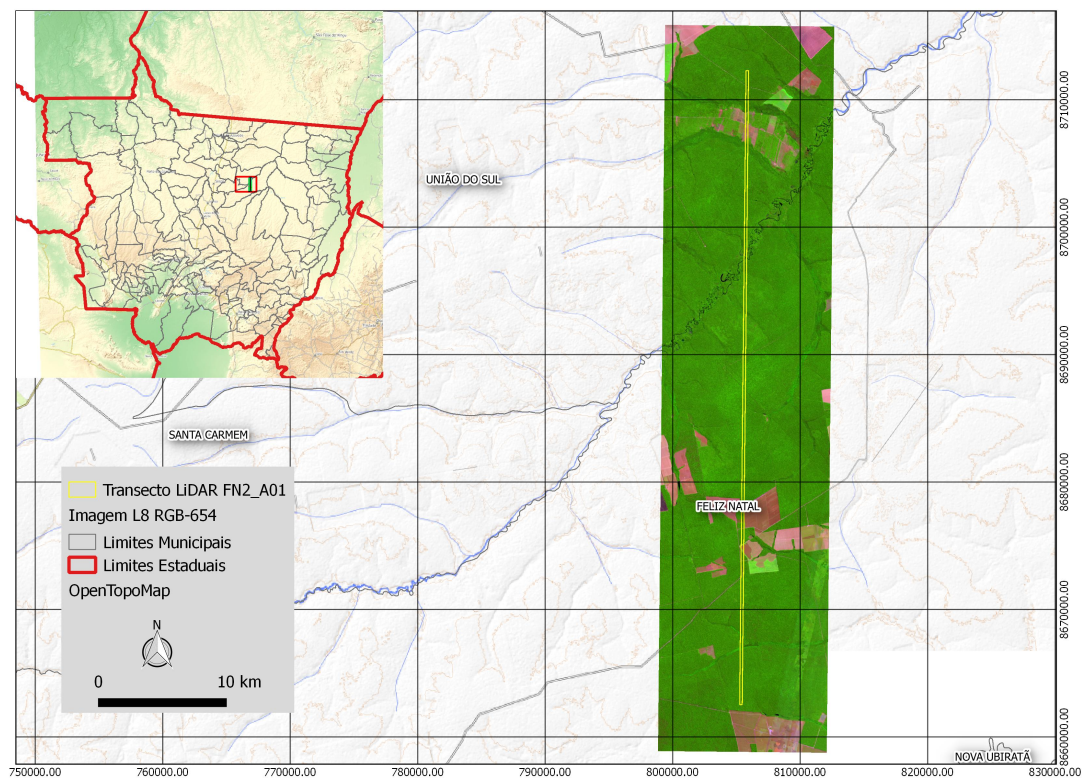 UNIÃO DO SUL
SANTA CARMEM
FELIZ NATAL
NOVA UBIRATÃ
Transecto LiDAR FN2_A01
Imagem L8 RGB-654
Limites Municipais
Limites Estaduais
OpenTopoMap
N
0 10 km
8710000.00
8700000.00
8690000.00
8680000.00
8670000.00
8660000.00
750000.00 760000.00 770000.00 780000.00 790000.00 800000.00 810000.00 820000.00 830000.00